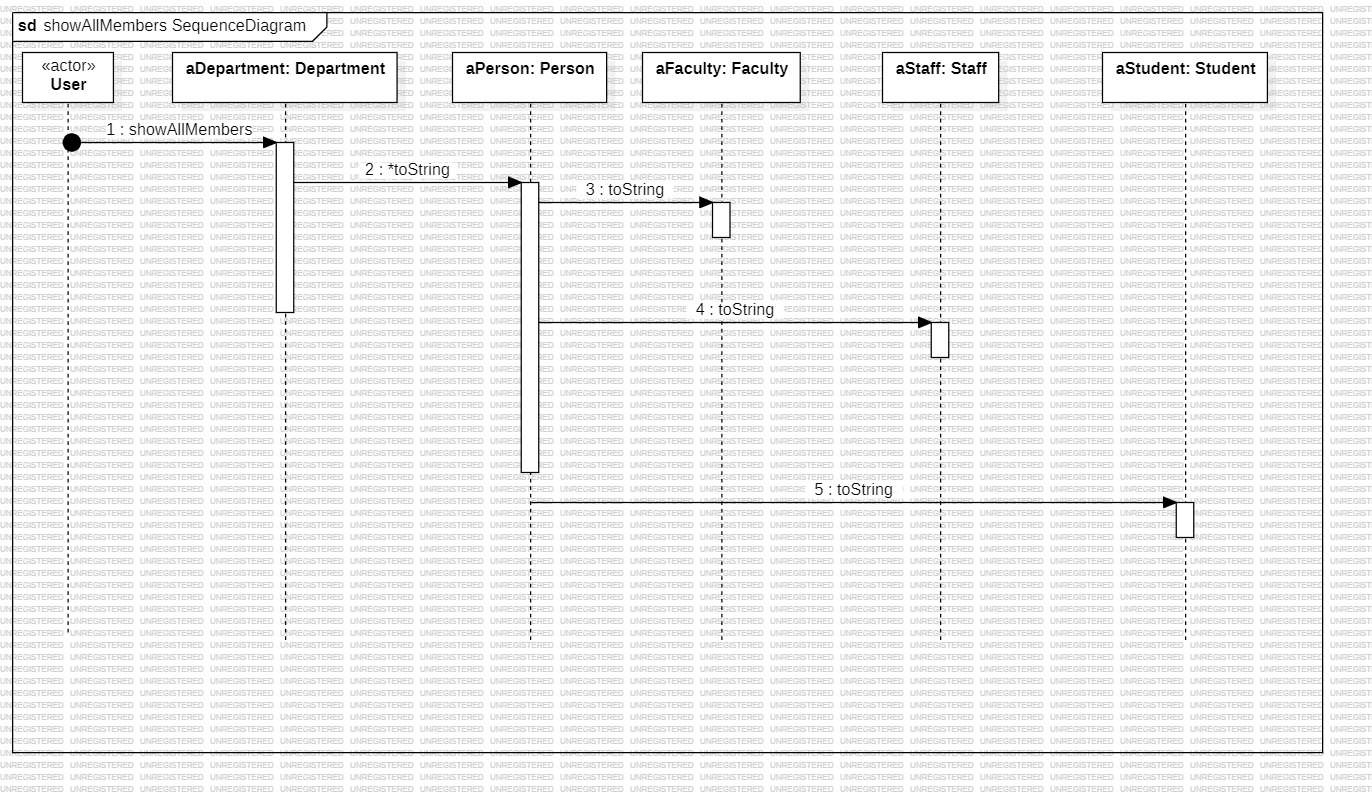 sd showAllMembers SequenceDiagram
«actor»
User
aDepartment: Department
aPerson: Person
aFaculty: Faculty
aStaff: Staff
aStudent: Student
1 : showAllMembers
2 : *toString
3 : toString
4 : toString
5 : toString
UNREGISTERED